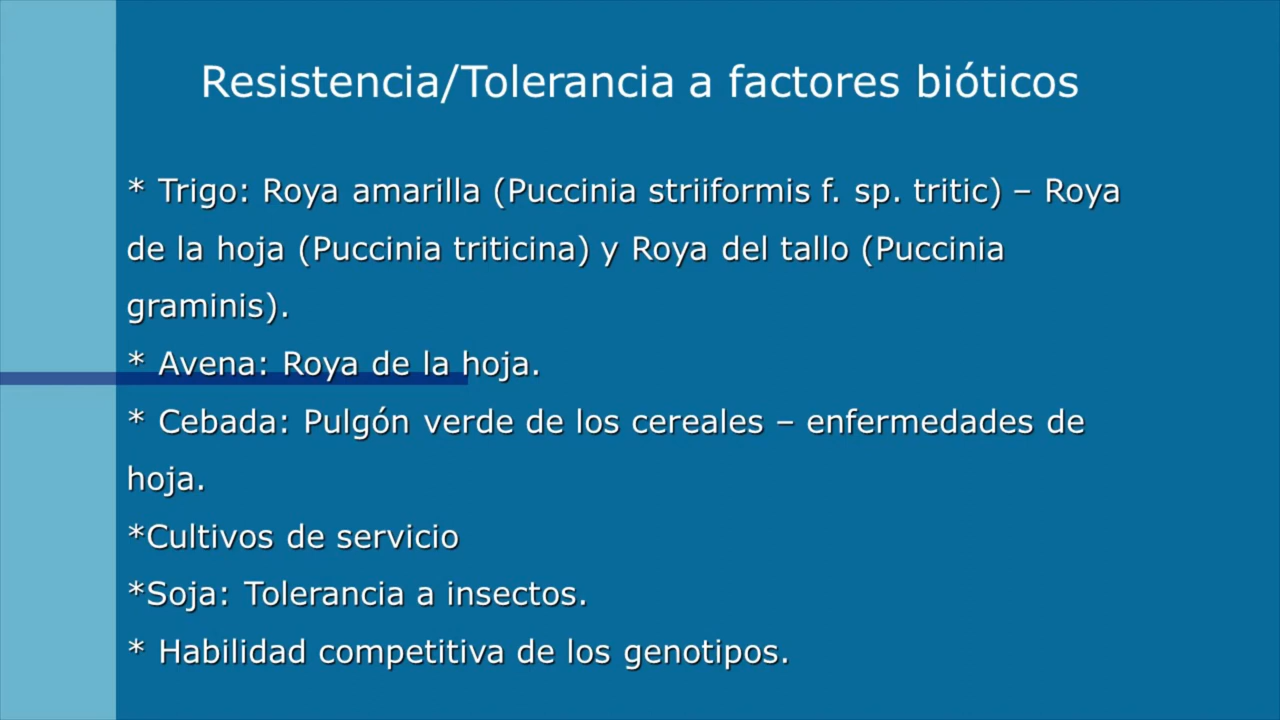 Resistencia/Tolerancia a factores bióticos
* Trigo: Roya amarilla (Puccinia striiformis f. sp. tritic) – Roya
de la hoja (Puccinia triticina) y Roya del tallo (Puccinia
graminis).
* Avena: Roya de la hoja.
* Cebada: Pulgón verde de los cereales – enfermedades de
hoja.
*Cultivos de servicio
*Soja: Tolerancia a insectos.
* Habilidad competitiva de los genotipos.